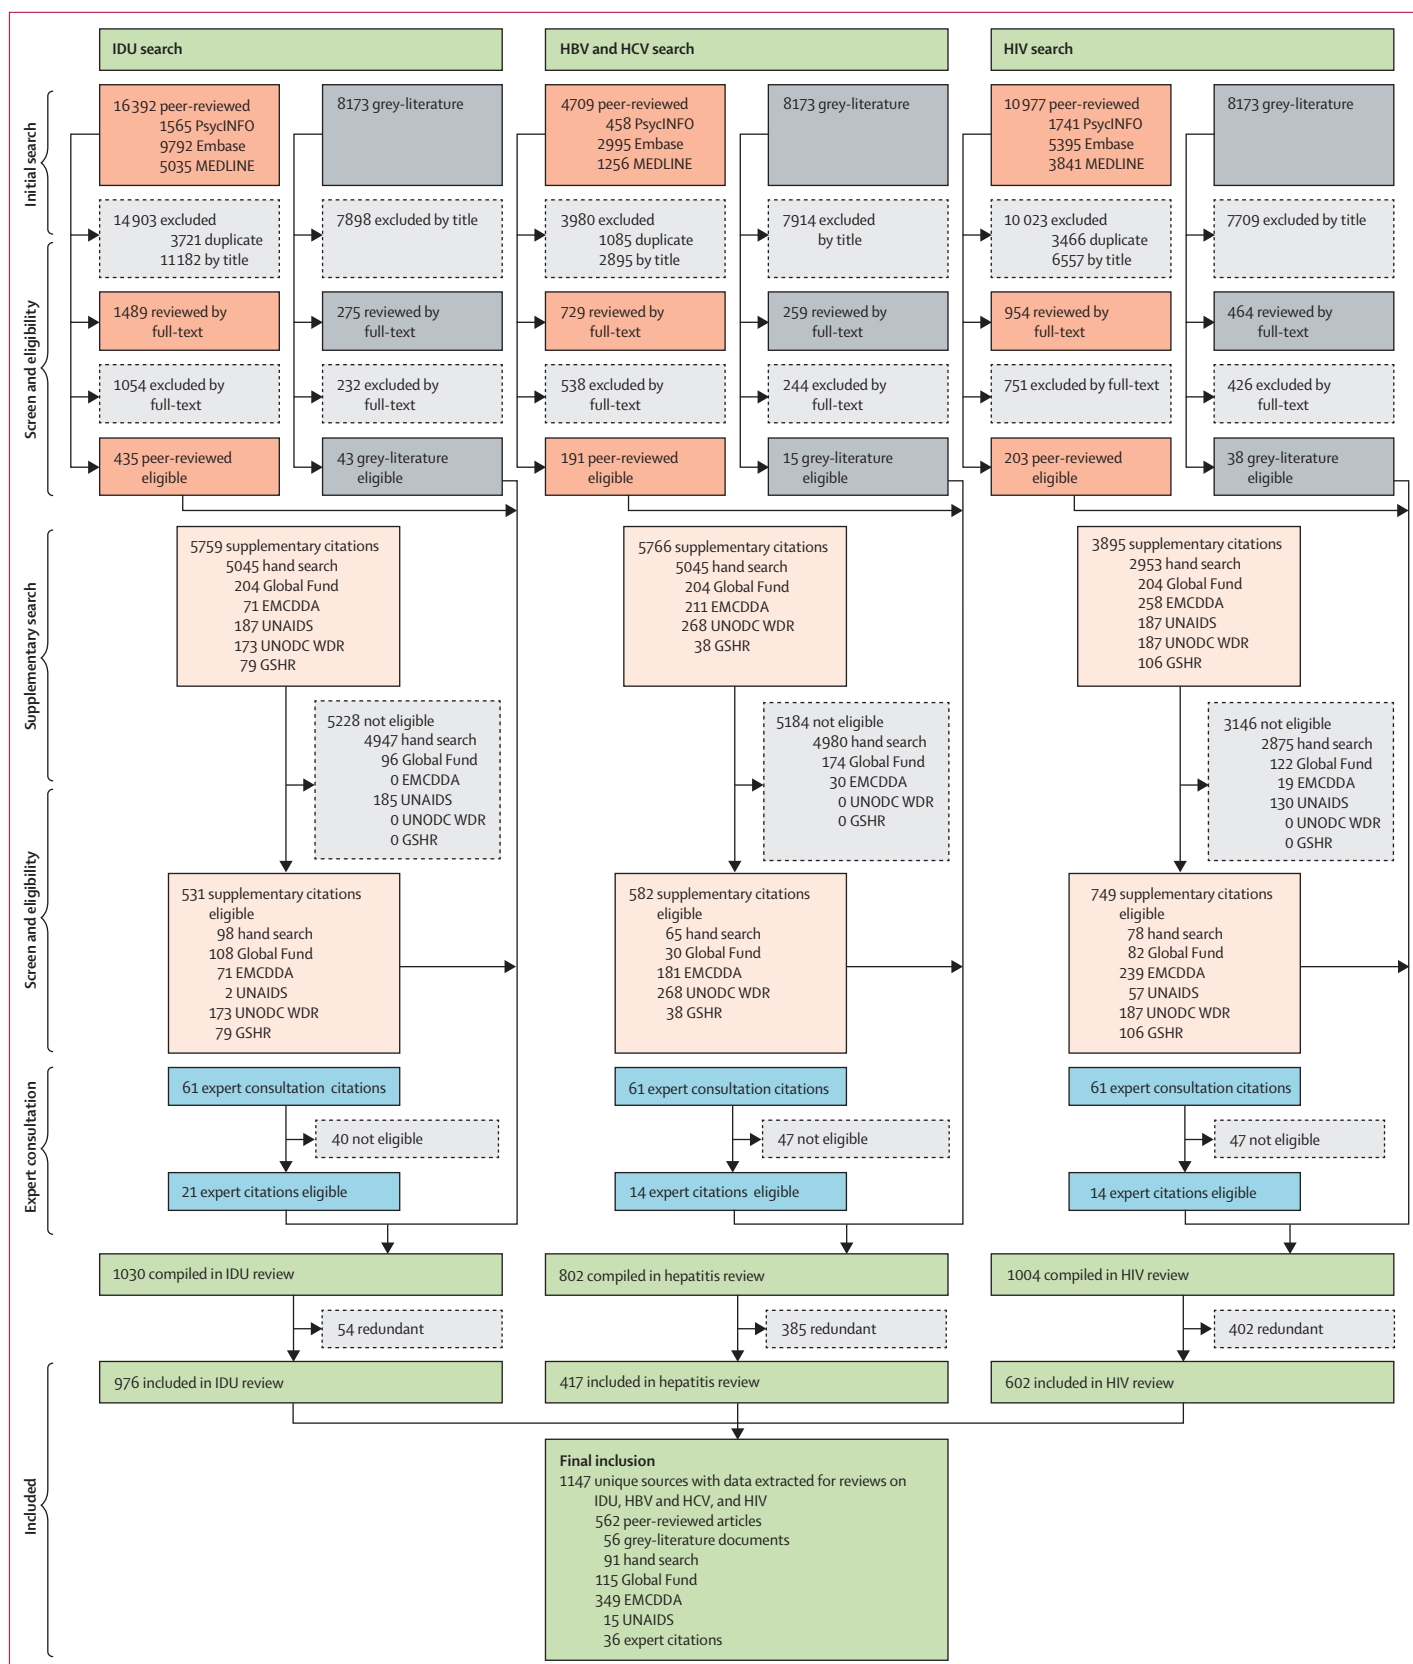 IDU search
HBV and HCV search
HIV search
Initial search
16 392 peer-reviewed
1565 PsycINFO
9792 Embase
5035 MEDLINE
8173 grey-literature
4709 peer-reviewed
458 PsycINFO
2995 Embase
1256 MEDLINE
8173 grey-literature
10 977 peer-reviewed
1741 PsycINFO
5395 Embase
3841 MEDLINE
8173 grey-literature
Screen and eligibility
14 903 excluded
3721 duplicate
11 182 by title
7898 excluded by title
3980 excluded
1085 duplicate
2895 by title
7914 excluded
by title
10 023 excluded
3466 duplicate
6557 by title
7709 excluded by title
1489 reviewed by
full-text
275 reviewed by
full-text
729 reviewed by
full-text
259 reviewed by
full-text
954 reviewed by
full-text
464 reviewed by
full-text
1054 excluded by
full-text
232 excluded by
full-text
538 excluded by
full-text
244 excluded by
full-text
751 excluded by full-text
426 excluded by
full-text
435 peer-reviewed
eligible
43 grey-literature
eligible
191 peer-reviewed
eligible
15 grey-literature
eligible
203 peer-reviewed
eligible
38 grey-literature
eligible
Supplementary search
5759 supplementary citations
5045 hand search
204 Global Fund
71 EMCDDA
187 UNAIDS
173 UNODC WDR
79 GSHR
5766 supplementary citations
5045 hand search
204 Global Fund
211 EMCDDA
268 UNODC WDR
38 GSHR
3895 supplementary citations
2953 hand search
204 Global Fund
258 EMCDDA
187 UNAIDS
187 UNODC WDR
106 GSHR
5228 not eligible
4947 hand search
96 Global Fund
0 EMCDDA
185 UNAIDS
0 UNODC WDR
0 GSHR
5184 not eligible
4980 hand search
174 Global Fund
30 EMCDDA
0 UNODC WDR
0 GSHR
3146 not eligible
2875 hand search
122 Global Fund
19 EMCDDA
130 UNAIDS
0 UNODC WDR
0 GSHR
Screen and eligibility
531 supplementary citations
eligible
98 hand search
108 Global Fund
71 EMCDDA
2 UNAIDS
173 UNODC WDR
79 GSHR
582 supplementary citations
eligible
65 hand search
30 Global Fund
181 EMCDDA
268 UNODC WDR
38 GSHR
749 supplementary citations
eligible
78 hand search
82 Global Fund
239 EMCDDA
57 UNAIDS
187 UNODC WDR
106 GSHR
Expert consultation
61 expert consultation citations
61 expert consultation citations
61 expert consultation citations
40 not eligible
47 not eligible
47 not eligible
21 expert citations eligible
14 expert citations eligible
14 expert citations eligible
1030 compiled in IDU review
802 compiled in hepatitis review
1004 compiled in HIV review
54 redundant
385 redundant
402 redundant
Included
976 included in IDU review
417 included in hepatitis review
602 included in HIV review
Final inclusion
1147 unique sources with data extracted for reviews on
IDU, HBV and HCV, and HIV
562 peer-reviewed articles
56 grey-literature documents
91 hand search
115 Global Fund
349 EMCDDA
15 UNAIDS
36 expert citations